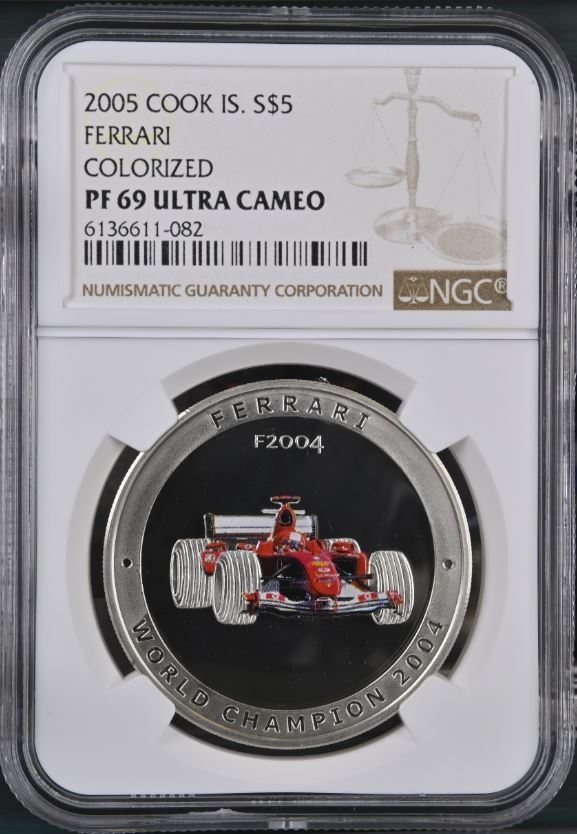 2005 COOK IS. S$5
FERRARI
COLORIZED
PF 69 ULTRA CAMEO
6136611-082
NUMISMATIC GUARANTY CORPORATION
NGC®
FERRARI
F2004
WORLD CHAMPION 2004